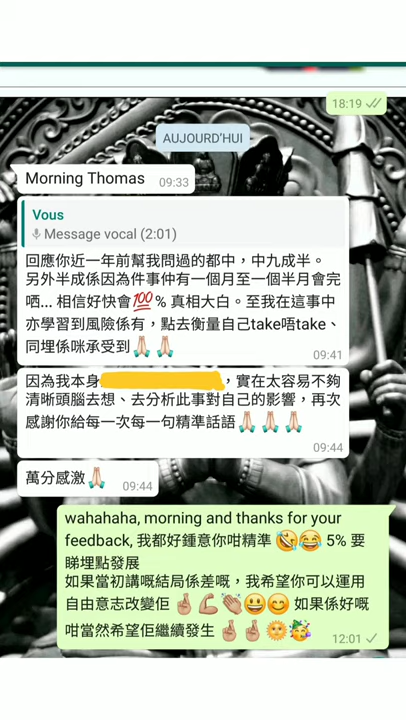 18:19
AUJOURD'HUI
Morning Thomas
09:33
Vous
Message vocal (2:01)
回應你近一年前幫我問過的都中，中九成半。
另外半成係因為件事仲有一個月至一個半月會完
哂... 相信好快會💯% 真相大白。至我在這事中
亦學習到風險係有，點去衡量自己take唔take、
同埋係咪承受到🙏🏻🙏🏻
09:41
因為我本身，實在太容易不夠
清晰頭腦去想、去分析此事對自己的影響，再次
感謝你給每一次每一句精準話語🙏🏻🙏🏻🙏🏻
09:44
萬分感激🙏🏻
09:44
wahahaha, morning and thanks for your
feedback, 我都好鍾意你咁精準 🤣😂 5% 要
睇埋點發展
如果當初講嘅結局係差嘅，我希望你可以運用
自由意志改變佢 🤞🏼💪🏼👏🏼😃😊 如果係好嘅
咁當然希望佢繼續發生 🤞🏼🤞🏼🌞🥳
12:01